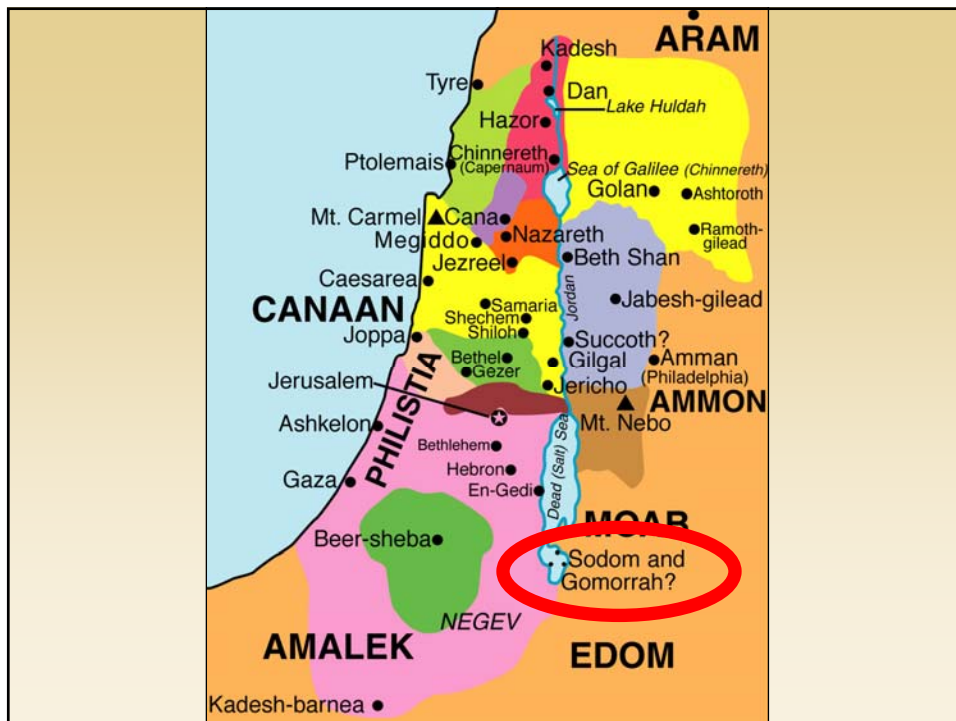 ARAM
Kadesh
Tyre
Dan
Lake Huldah
Hazor
Ptolemais
Chinnereth
(Capernaum)
Sea of Galilee (Chinnereth)
Golan
Ashtoroth
Mt. Carmel
Cana
Ramoth-
gilead
Megiddo
Nazareth
Jezreel
Beth Shan
Caesarea
CANAAN
Samaria
Jordan
Jabesh-gilead
Shechem
Shiloh
Joppa
Succoth?
Bethel
Gilgal
Amman
(Philadelphia)
Gezer
Jerusalem
Jericho
AMMON
PHILISTIA
Mt. Nebo
Ashkelon
Dead (Salt) Sea
Bethlehem
Hebron
Gaza
En-Gedi
MOAB
Beer-sheba
Sodom and
Gomorrah?
NEGEV
AMALEK
EDOM
Kadesh-barnea